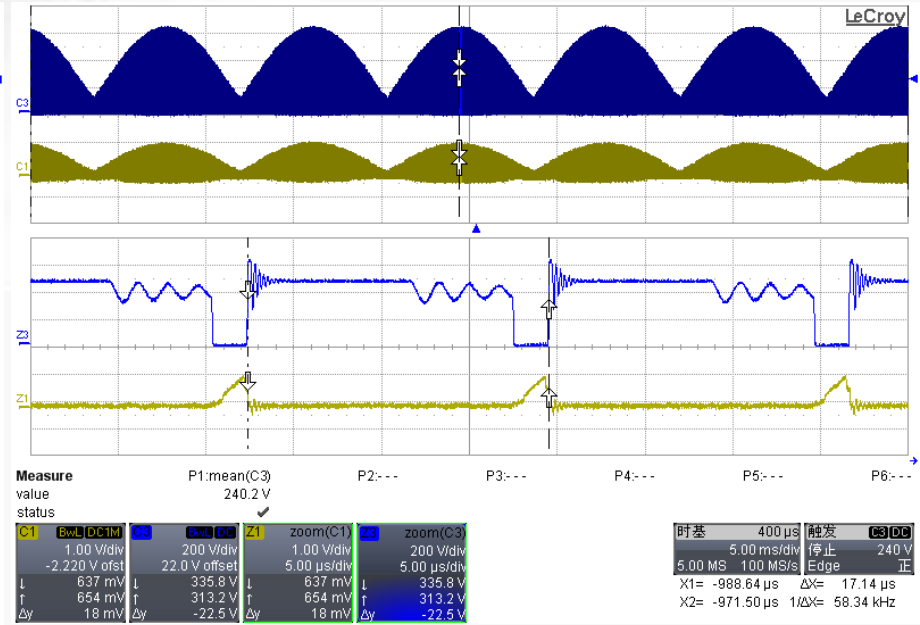 LeCroy
C3
C1
Z3
Z1
Measure P1:mean(C3) P2:- - - P3:- - - P4:- - - P5:- - - P6:- - -
value 240.2 V
status ✔
C1 BwL DC1M
1.00 V/div
-2.220 V ofst
↓ 637 mV
↑ 654 mV
Δy 18 mV
C3 BwL DC
200 V/div
22.0 V offset
↓ 335.8 V
↑ 313.2 V
Δy -22.5 V
Z1 zoom(C1)
1.00 V/div
5.00 µs/div
↓ 637 mV
↑ 654 mV
Δy 18 mV
Z3 zoom(C3)
200 V/div
5.00 µs/div
↓ 335.8 V
↑ 313.2 V
Δy -22.5 V
时基 400 µs
5.00 ms/div
5.00 MS 100 MS/s
触发 C3 DC
停止 240 V
Edge 正
X1= -988.64 µs ΔX= 17.14 µs
X2= -971.50 µs 1/ΔX= 58.34 kHz